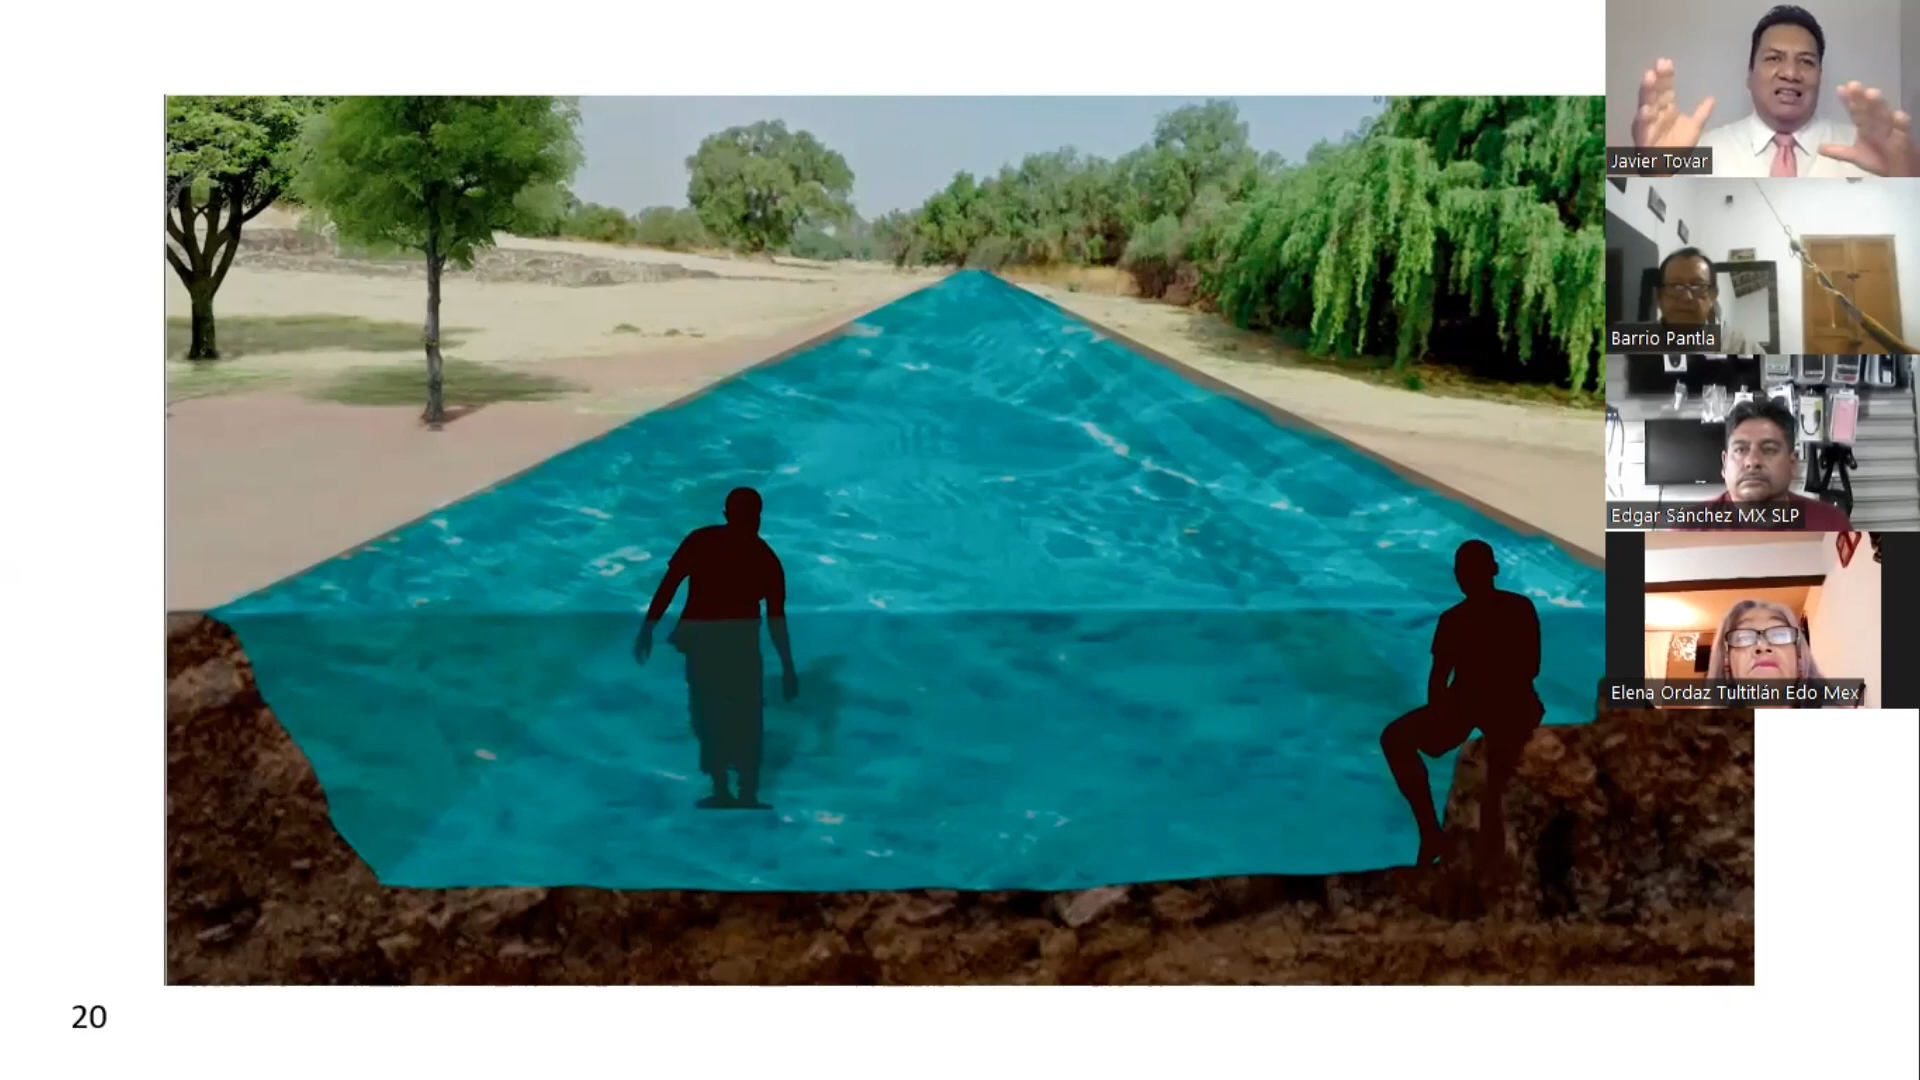 Javier Tovar
Barrio Pantla
Edgar Sánchez MX SLP
Elena Ordaz Tultitlán Edo Mex
20